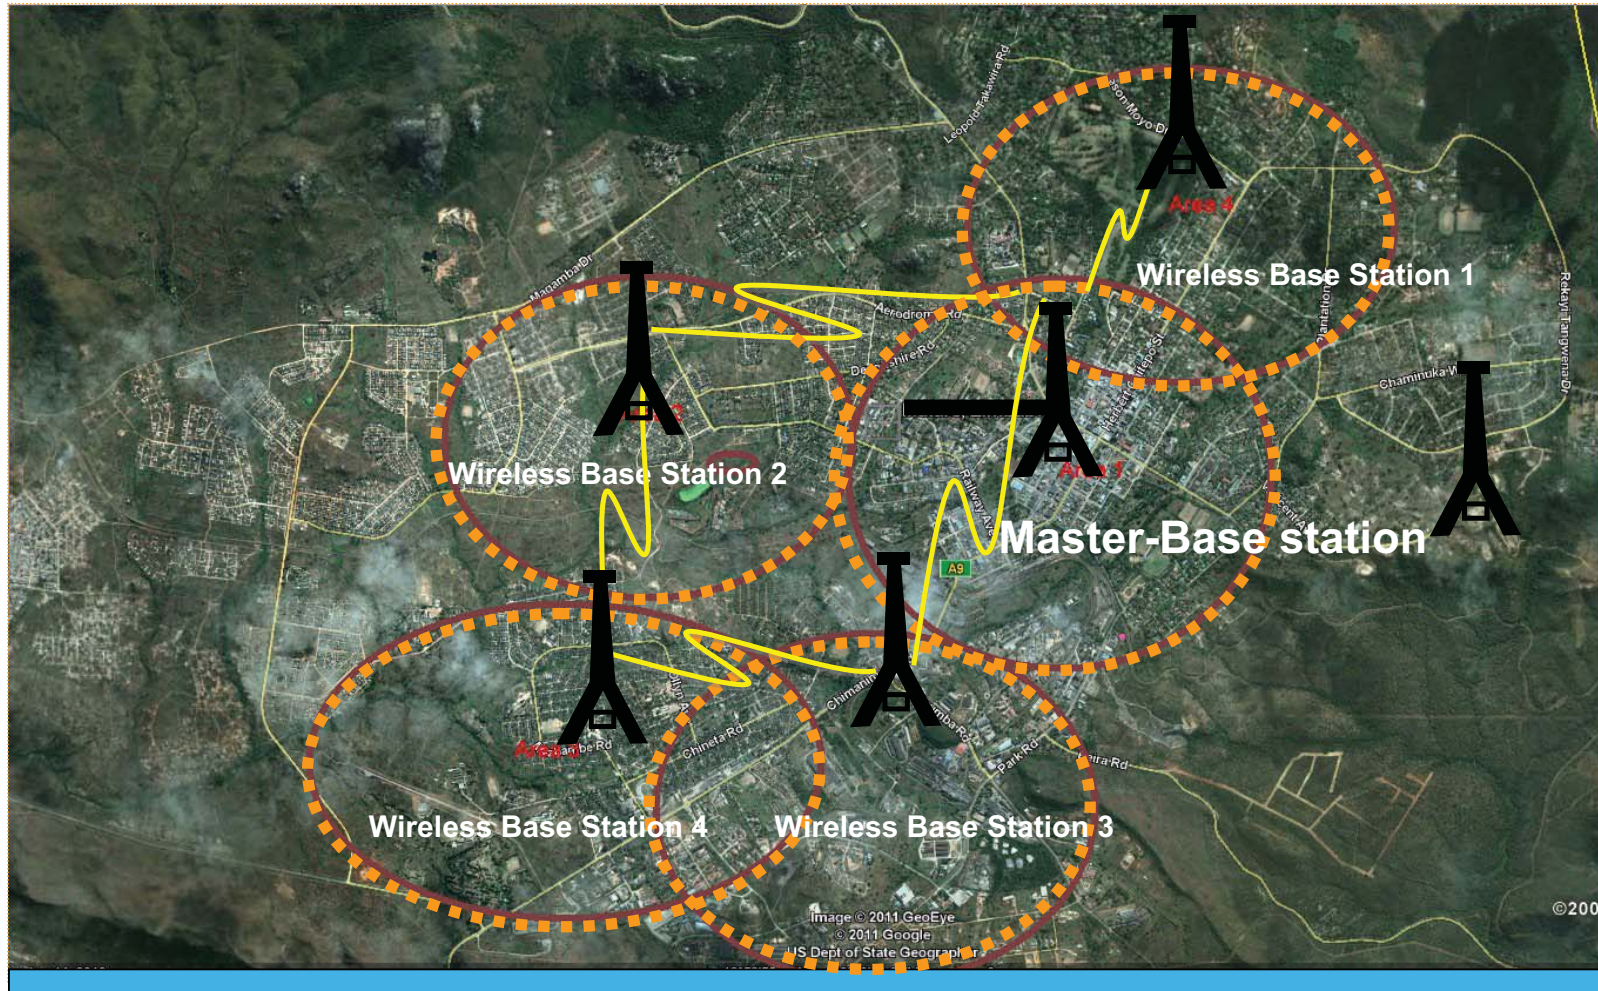 Leopold Takawira Rd
Area 4
Wireless Base Station 1
Magamba Dr
Rekayi Tangwena Dr
Aerodrome Rd
Chaminuka
Wireless Base Station 2
Area 1
Railway Ave
Master-Base station
A9
Chineta Rd
Park Rd
Wireless Base Station 4
Wireless Base Station 3
Image © 2011 GeoEye
© 2011 Google
US Dept of State Geographer
©200